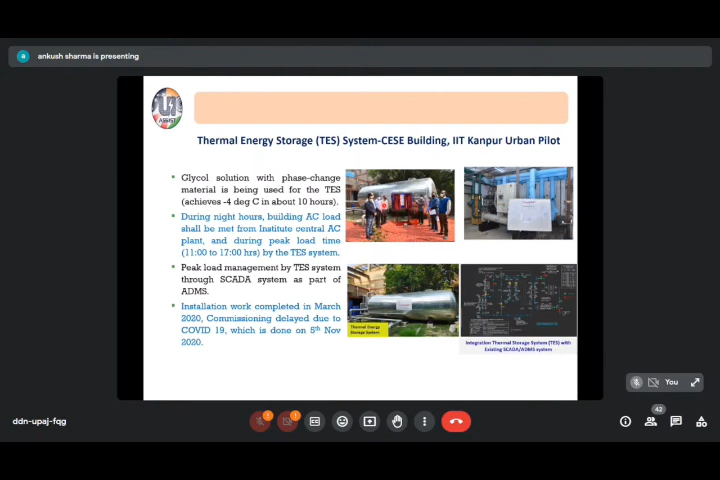 a
ankush sharma is presenting
UI
ASSIST
Thermal Energy Storage (TES) System-CESE Building, IIT Kanpur Urban Pilot
Glycol solution with phase-change
material is being used for the TES
(achieves -4 deg C in about 10 hours).
During night hours, building AC load
shall be met from Institute central AC
plant, and during peak load time
(11:00 to 17:00 hrs) by the TES system.
Peak load management by TES system
through SCADA system as part of
ADMS.
Installation work completed in March
2020, Commissioning delayed due to
COVID 19, which is done on 5th Nov
2020.
Thermal Energy
Storage System
Integration Thermal Storage System (TES) with
Existing SCADA/ADMS system
You
ddn-upaj-fqg
42